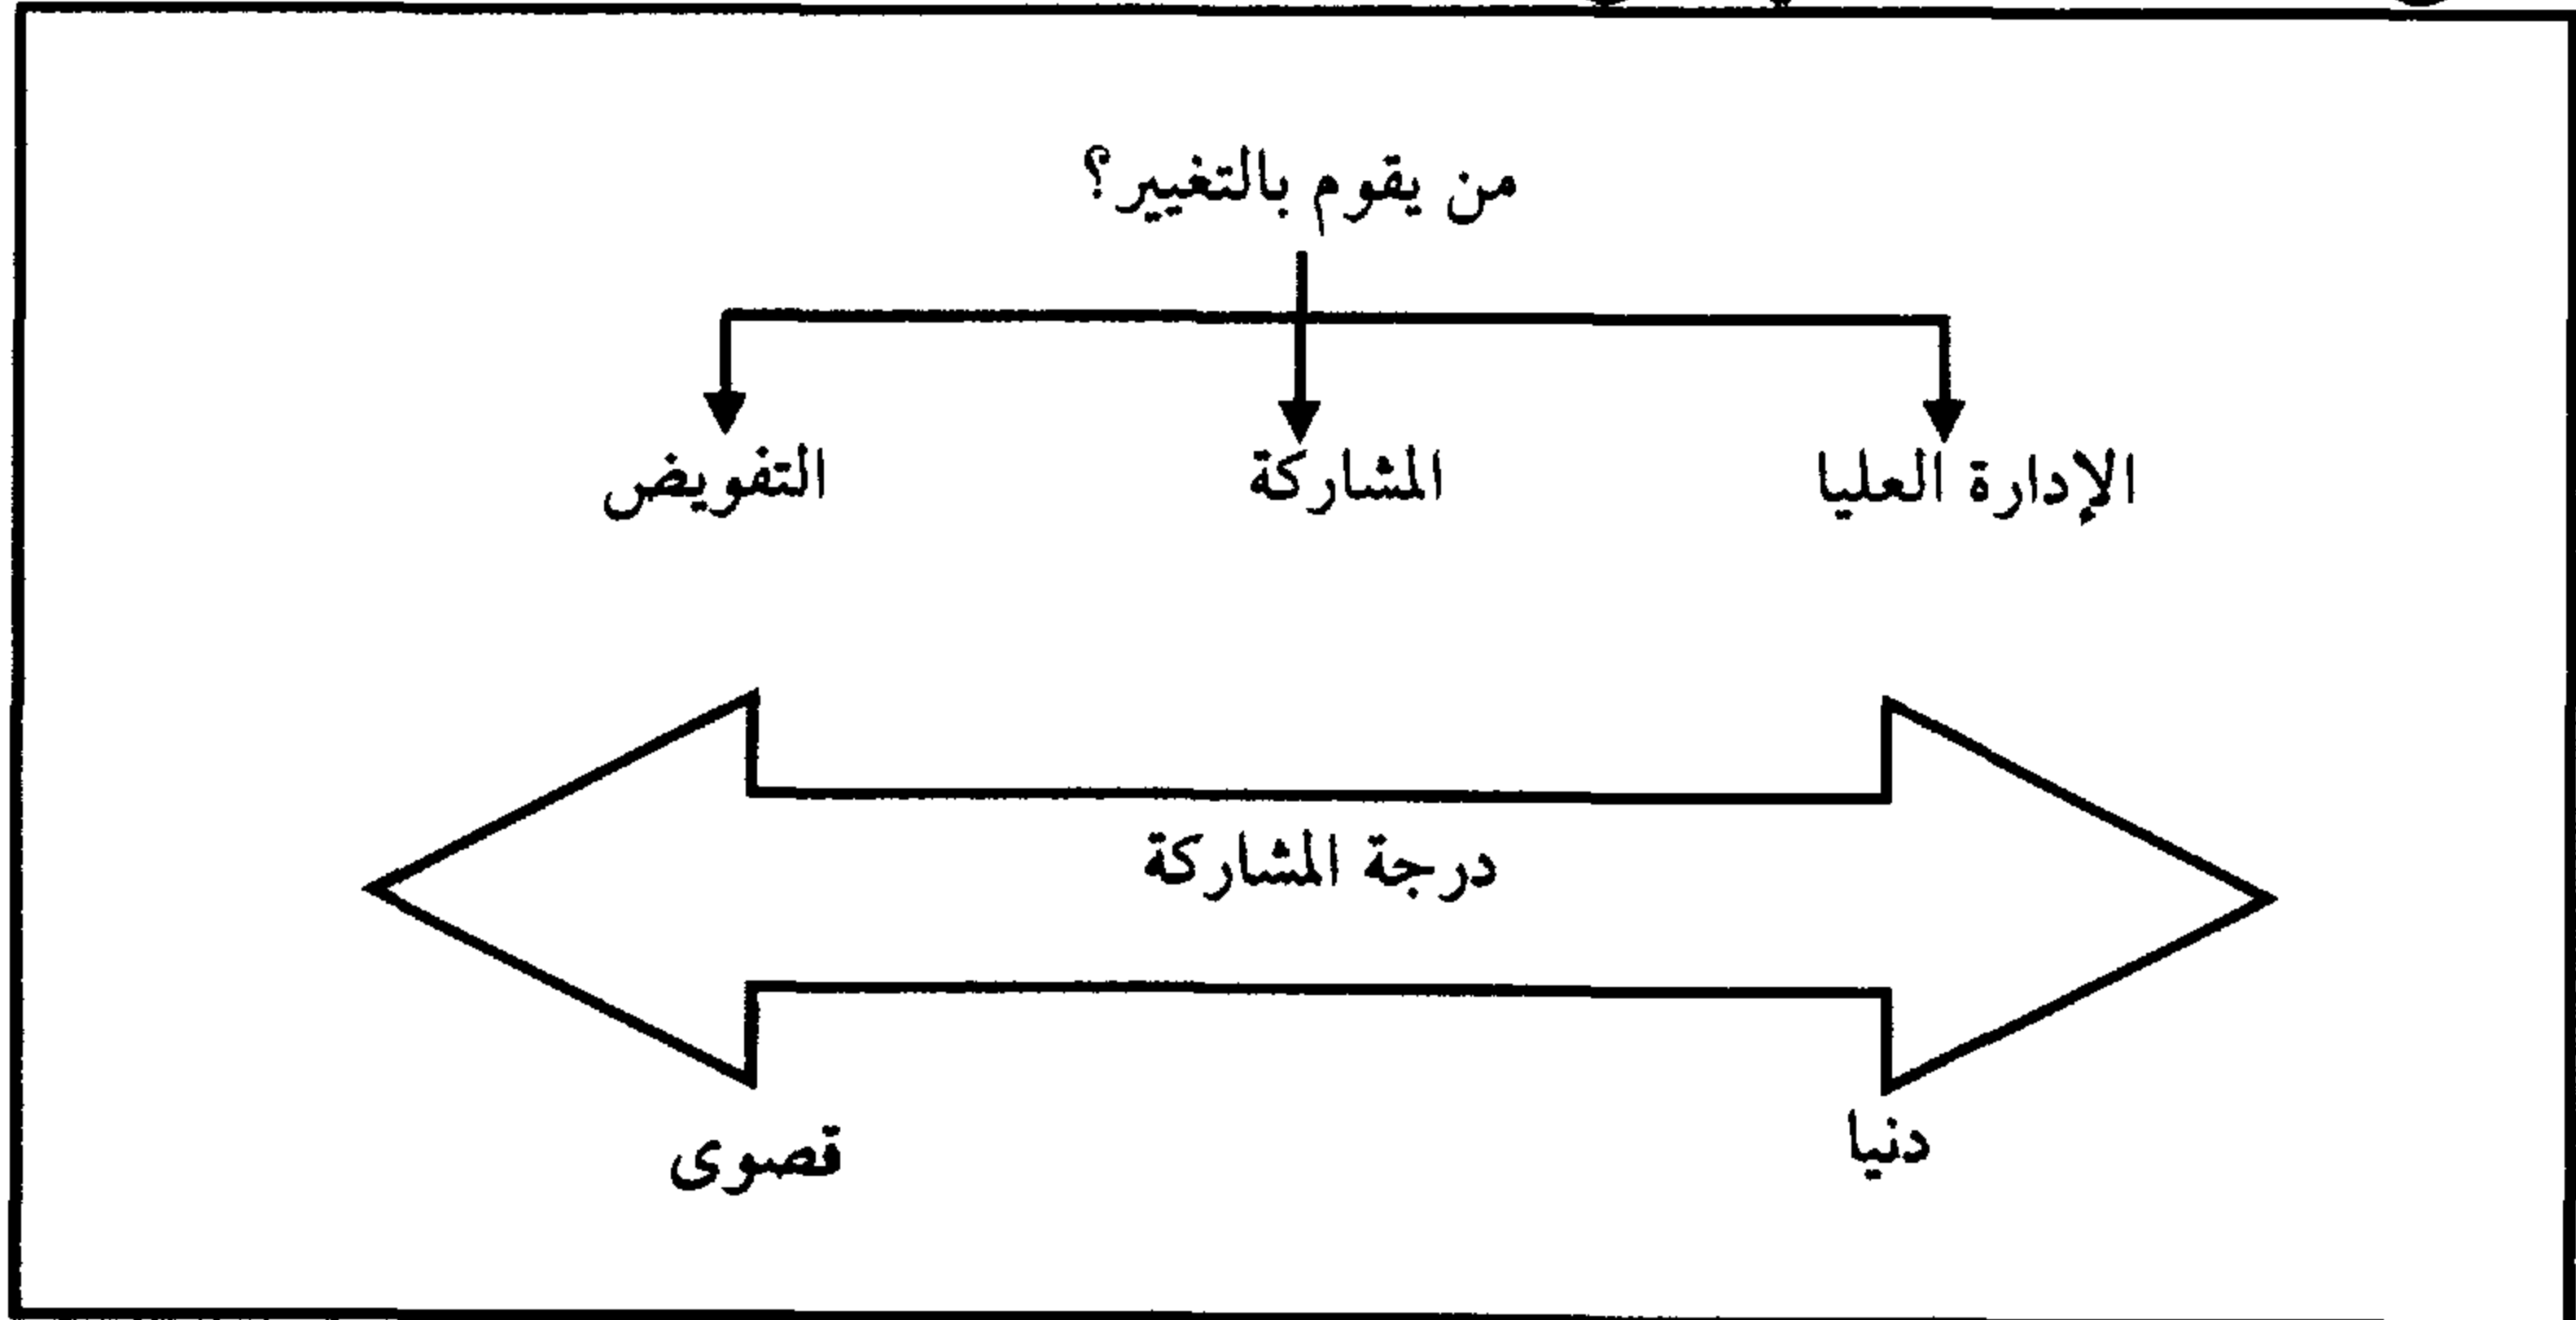 من يقوم بالتغيير؟
الإدارة العليا المشاركة التفويض
درجة المشاركة
دنيا قصوى